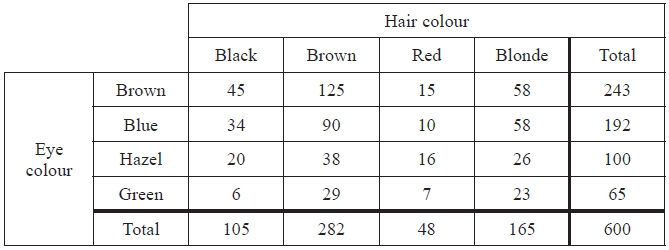 Hair colour
Black Brown Red Blonde Total
Brown 45 125 15 58 243
Blue 34 90 10 58 192
Eye colour
Hazel 20 38 16 26 100
Green 6 29 7 23 65
Total 105 282 48 165 600